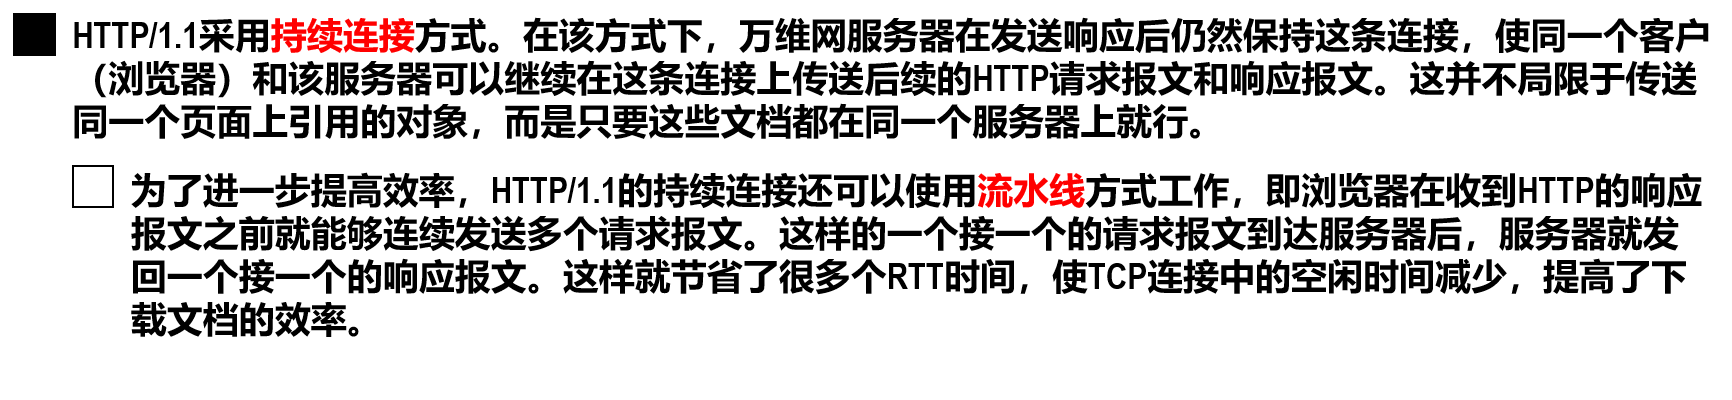 HTTP/1.1采用持续连接方式。在该方式下，万维网服务器在发送响应后仍然保持这条连接，使同一个客户
（浏览器）和该服务器可以继续在这条连接上传送后续的HTTP请求报文和响应报文。这并不局限于传送
同一个页面上引用的对象，而是只要这些文档都在同一个服务器上就行。
为了进一步提高效率，HTTP/1.1的持续连接还可以使用流水线方式工作，即浏览器在收到HTTP的响应
报文之前就能够连续发送多个请求报文。这样的一个接一个的请求报文到达服务器后，服务器就发
回一个接一个的响应报文。这样就节省了很多个RTT时间，使TCP连接中的空闲时间减少，提高了下
载文档的效率。